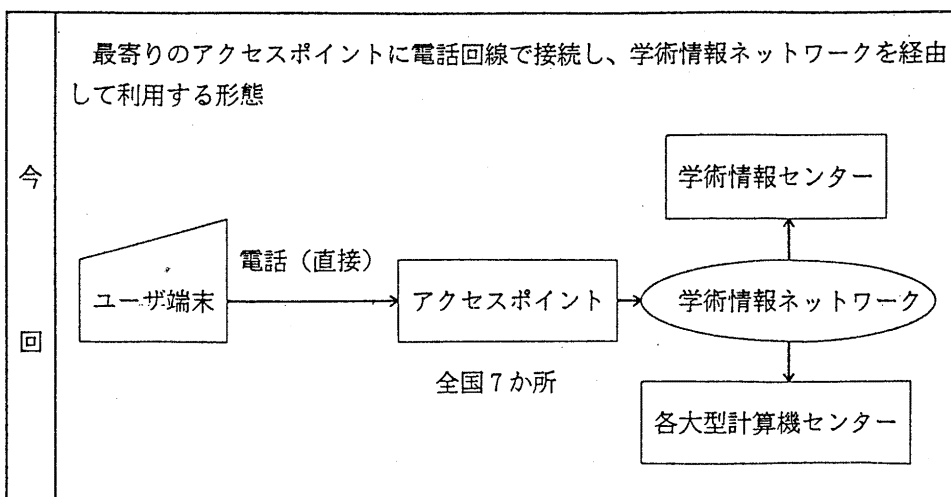 最寄りのアクセスポイントに電話回線で接続し、学術情報ネットワークを経由
して利用する形態
今
回
学術情報センター
電話（直接）
ユーザ端末
アクセスポイント
学術情報ネットワーク
全国7か所
各大型計算機センター